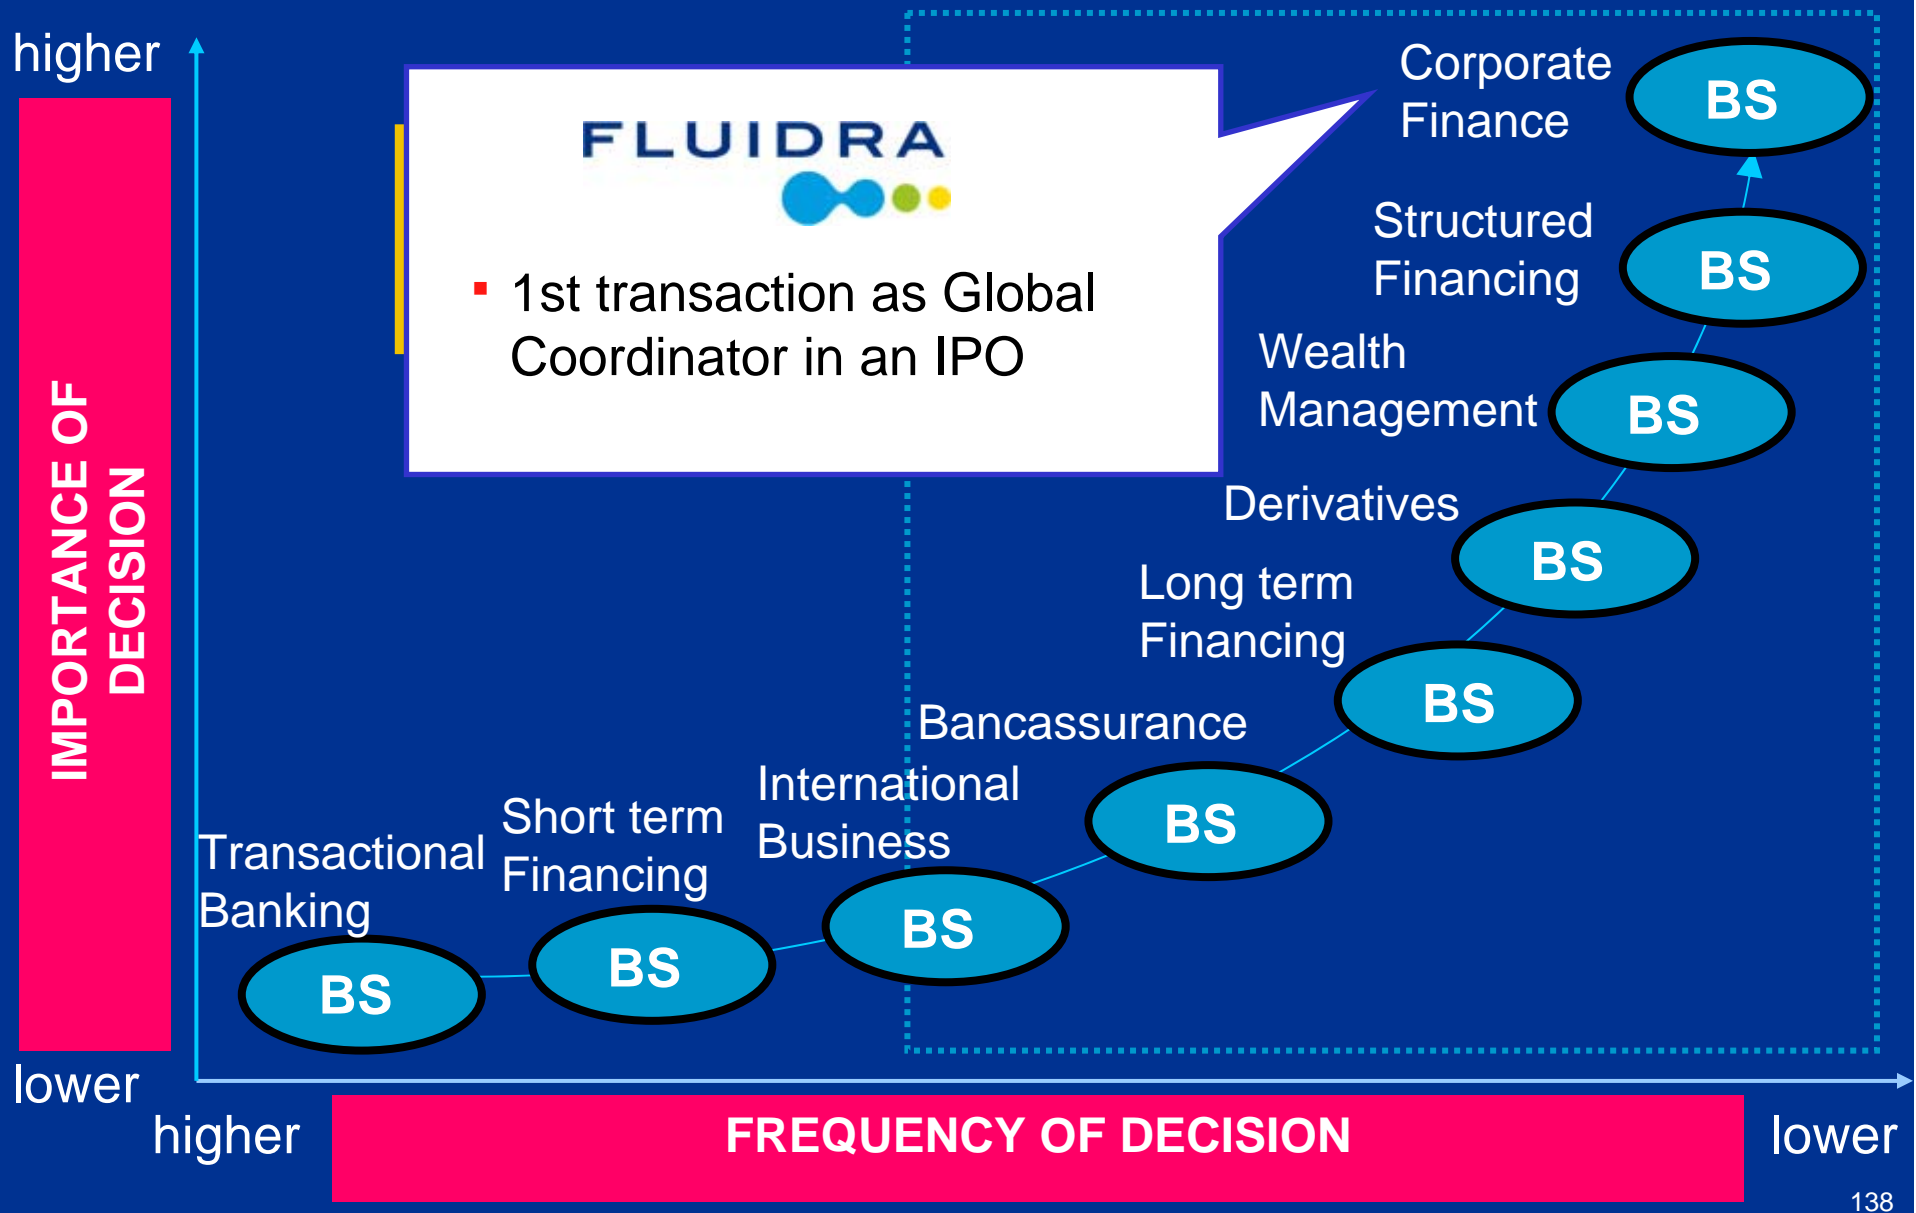 higher
IMPORTANCE OF
DECISION
lower
FLUIDRA
▪ 1st transaction as Global
Coordinator in an IPO
Corporate
Finance
BS
Structured
Financing
BS
Wealth
Management
BS
Derivatives
BS
Long term
Financing
BS
Bancassurance
BS
International
Business
BS
Short term
Financing
BS
Transactional
Banking
BS
higher
FREQUENCY OF DECISION
lower
138